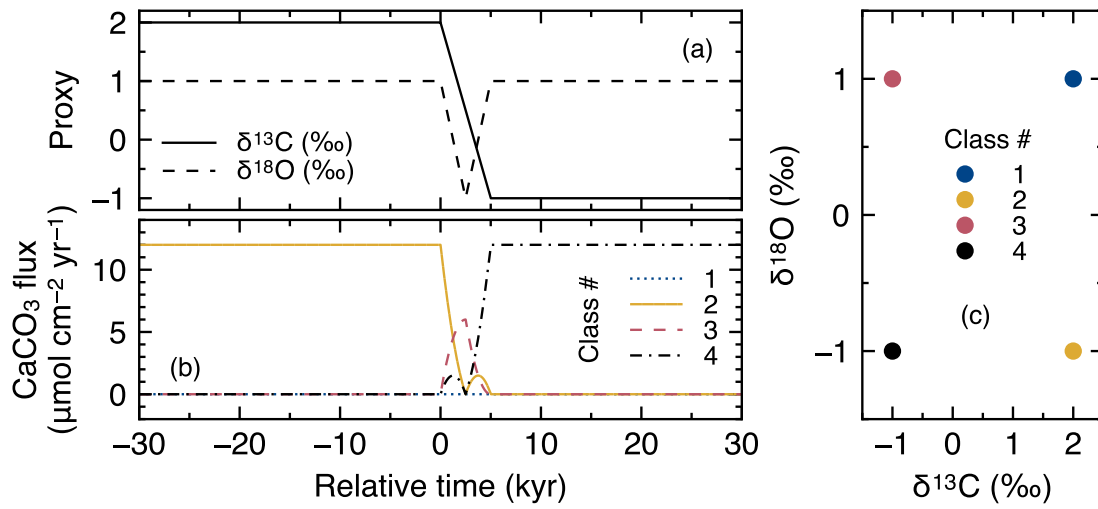 (a)
Proxy
2
1
0
−1
δ¹³C (‰)
δ¹⁸O (‰)
(b)
CaCO₃ flux
(μmol cm⁻² yr⁻¹)
10
5
0
Class #
1
2
3
4
−30
−20
−10
0
10
20
30
Relative time (kyr)
δ¹⁸O (‰)
1
0
−1
Class #
1
2
3
4
(c)
−1
0
1
2
δ¹³C (‰)